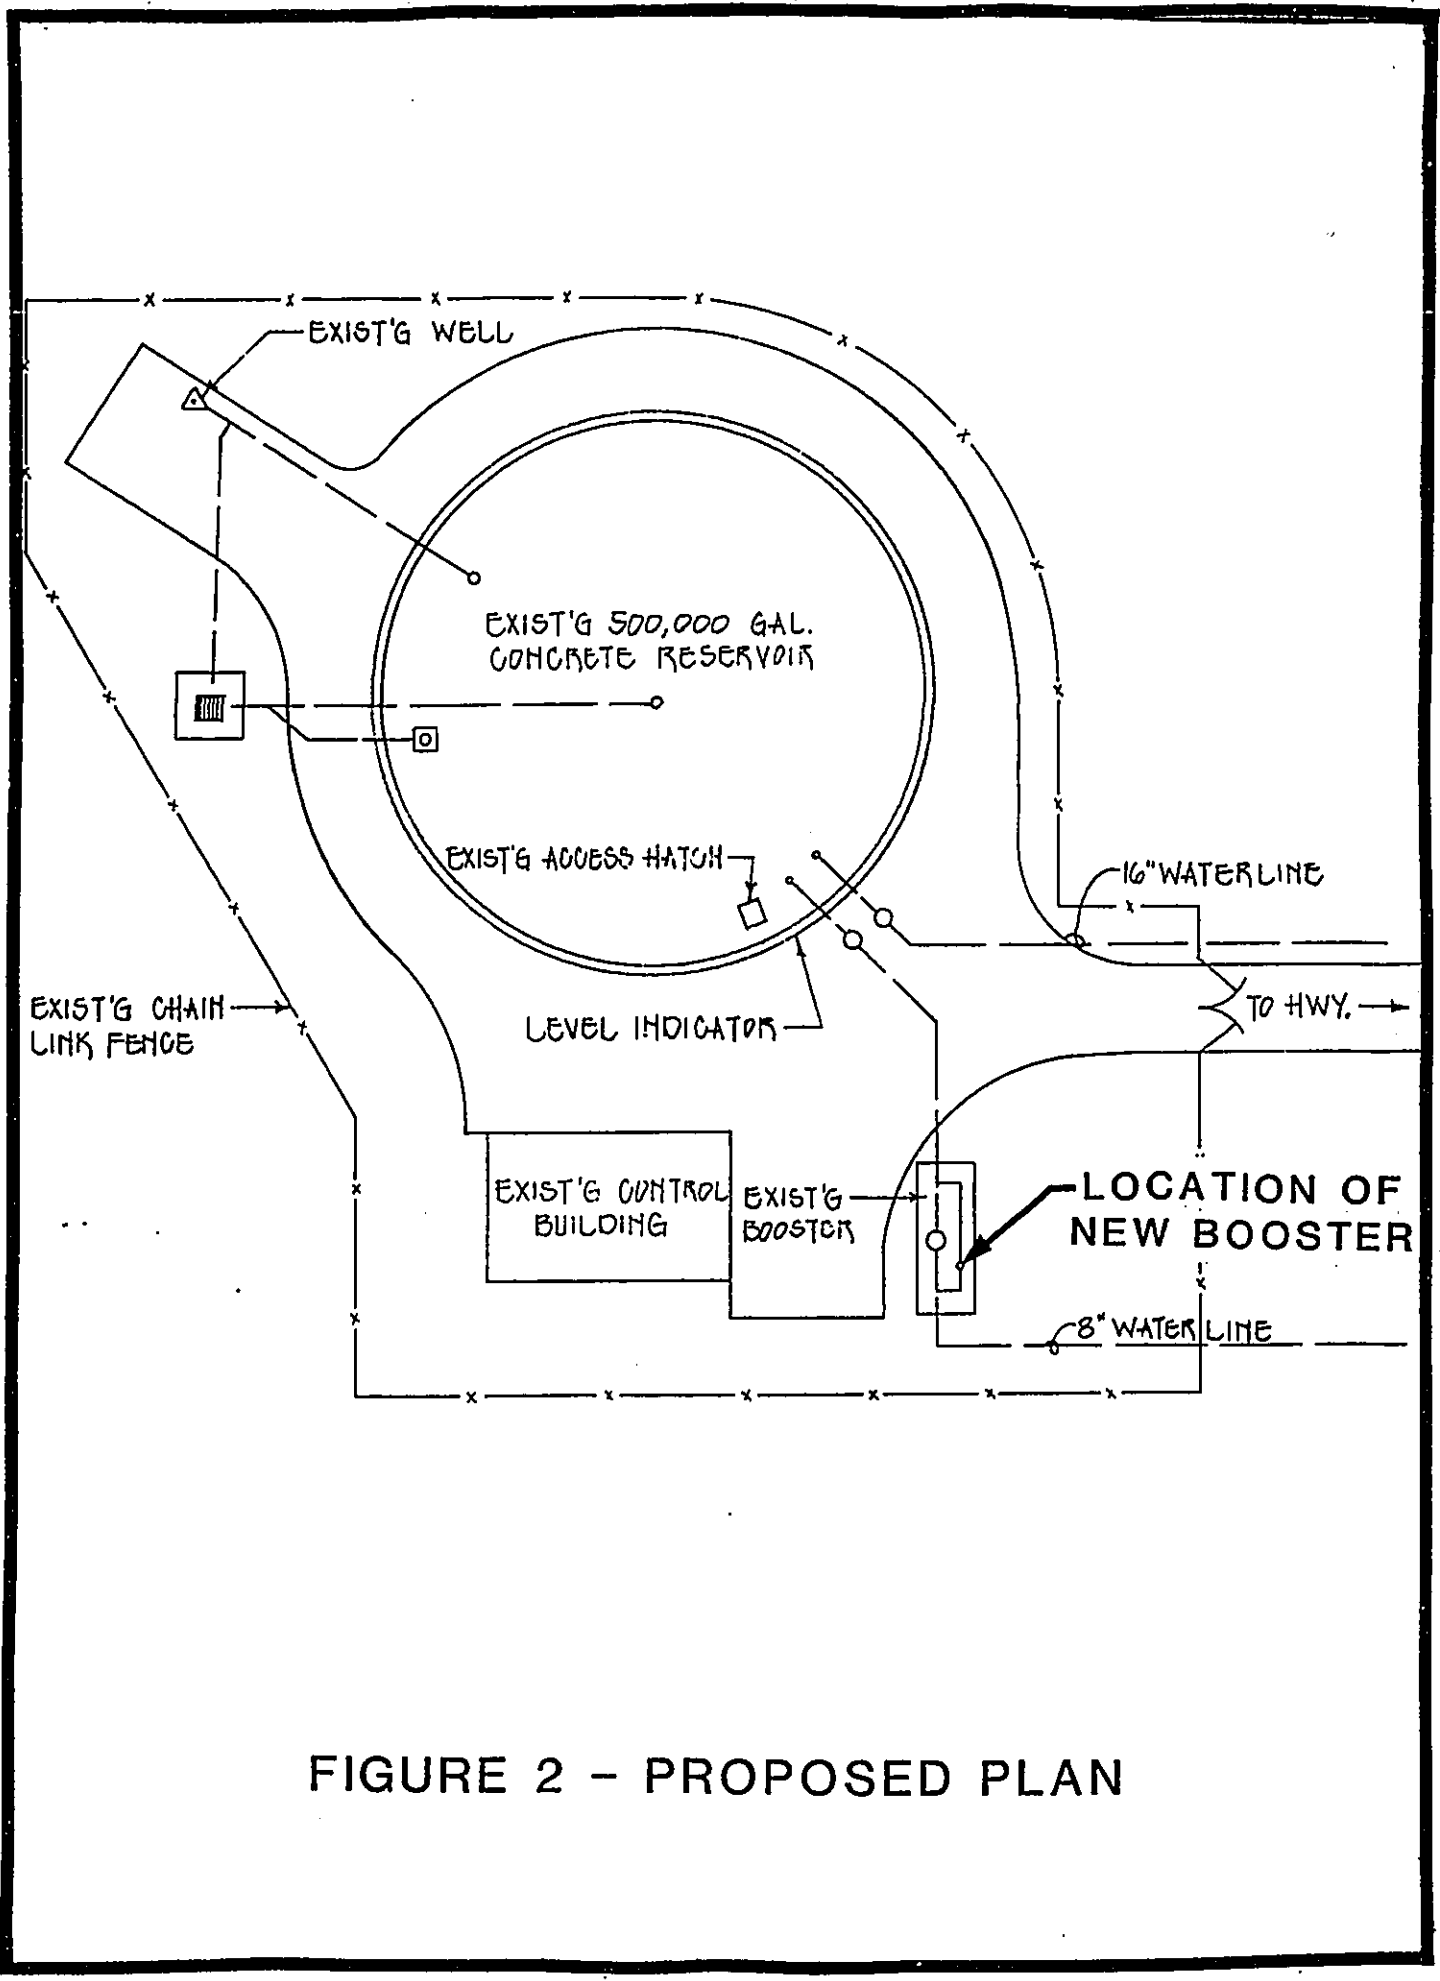 EXIST'G WELL
EXIST'G 500,000 GAL.
CONCRETE RESERVOIR
EXIST'G ACCESS HATCH
16" WATERLINE
EXIST'G CHAIN
LINK FENCE
LEVEL INDICATOR
TO HWY.
EXIST'G CONTROL
BUILDING
EXIST'G
BOOSTER
LOCATION OF
NEW BOOSTER
8" WATER LINE
FIGURE 2 - PROPOSED PLAN